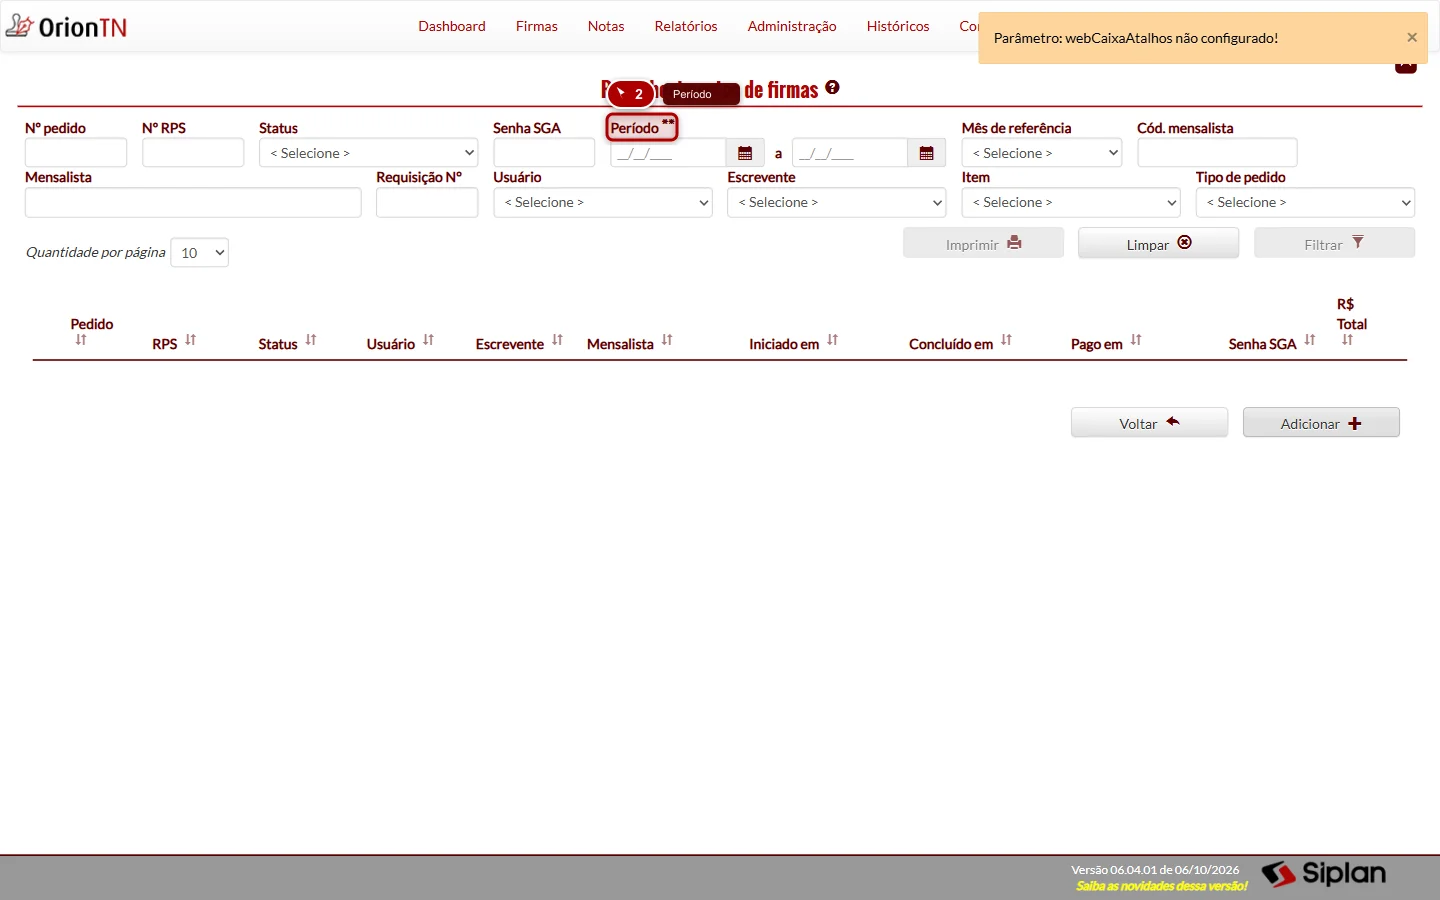 OrionTN
Dashboard
Firmas
Notas
Relatórios
Administração
Históricos
Parâmetro: webCaixaAtalhos não configurado!
×
de firmas ?
2
Período
Nº pedido
Nº RPS
Status
Senha SGA
Período **
Mês de referência
Cód. mensalista
< Selecione >
__/__/____
a
__/__/____
< Selecione >
Mensalista
Requisição Nº
Usuário
Escrevente
Item
Tipo de pedido
< Selecione >
< Selecione >
< Selecione >
< Selecione >
Quantidade por página
10
Imprimir
Limpar
Filtrar
Pedido
RPS
Status
Usuário
Escrevente
Mensalista
Iniciado em
Concluído em
Pago em
Senha SGA
R$
Total
Voltar
Adicionar
Versão 06.04.01 de 06/10/2026
Saiba as novidades dessa versão!
Siplan